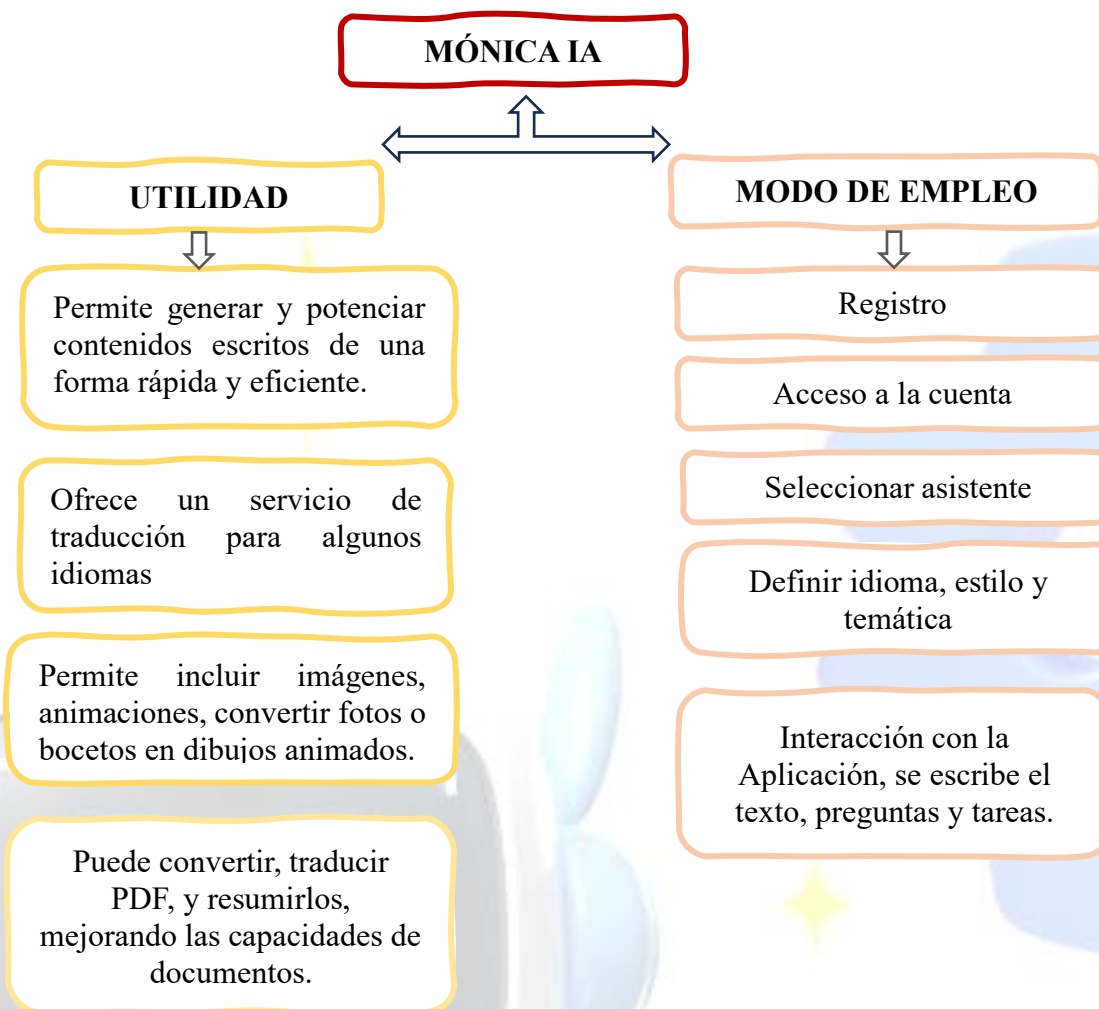 MÓNICA IA
UTILIDAD
Permite generar y potenciar
contenidos escritos de una
forma rápida y eficiente.
Ofrece un servicio de
traducción para algunos
idiomas
Permite incluir imágenes,
animaciones, convertir fotos o
bocetos en dibujos animados.
Puede convertir, traducir
PDF, y resumirlos,
mejorando las capacidades de
documentos.
MODO DE EMPLEO
Registro
Acceso a la cuenta
Seleccionar asistente
Definir idioma, estilo y
temática
Interacción con la
Aplicación, se escribe el
texto, preguntas y tareas.